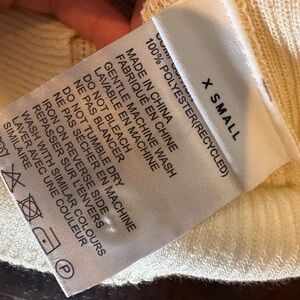 X SMALL
100% POLYESTER(RECYCLED)
MADE IN CHINA
FABRIQUÉ EN CHINE
GENTLE MACHINE WASH
LAVABLE EN MACHINE
DO NOT BLEACH
NE PAS BLANCHIR
DO NOT TUMBLE DRY
NE PAS SÉCHER EN MACHINE
IRON ON REVERSE SIDE
REPASSER SUR L'ENVERS
WASH WITH SIMILAR COLOURS
LAVER AVEC UNE COULEUR
SIMILAIRE
P